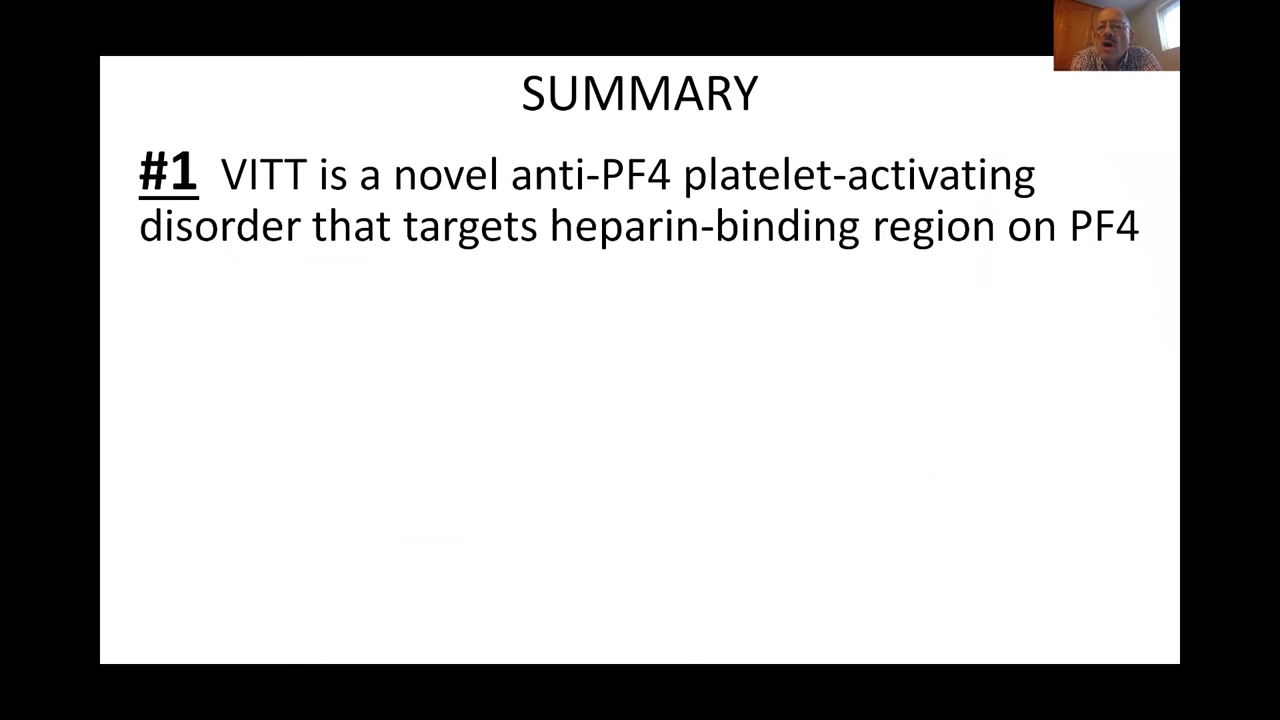 SUMMARY
#1 VITT is a novel anti-PF4 platelet-activating
disorder that targets heparin-binding region on PF4